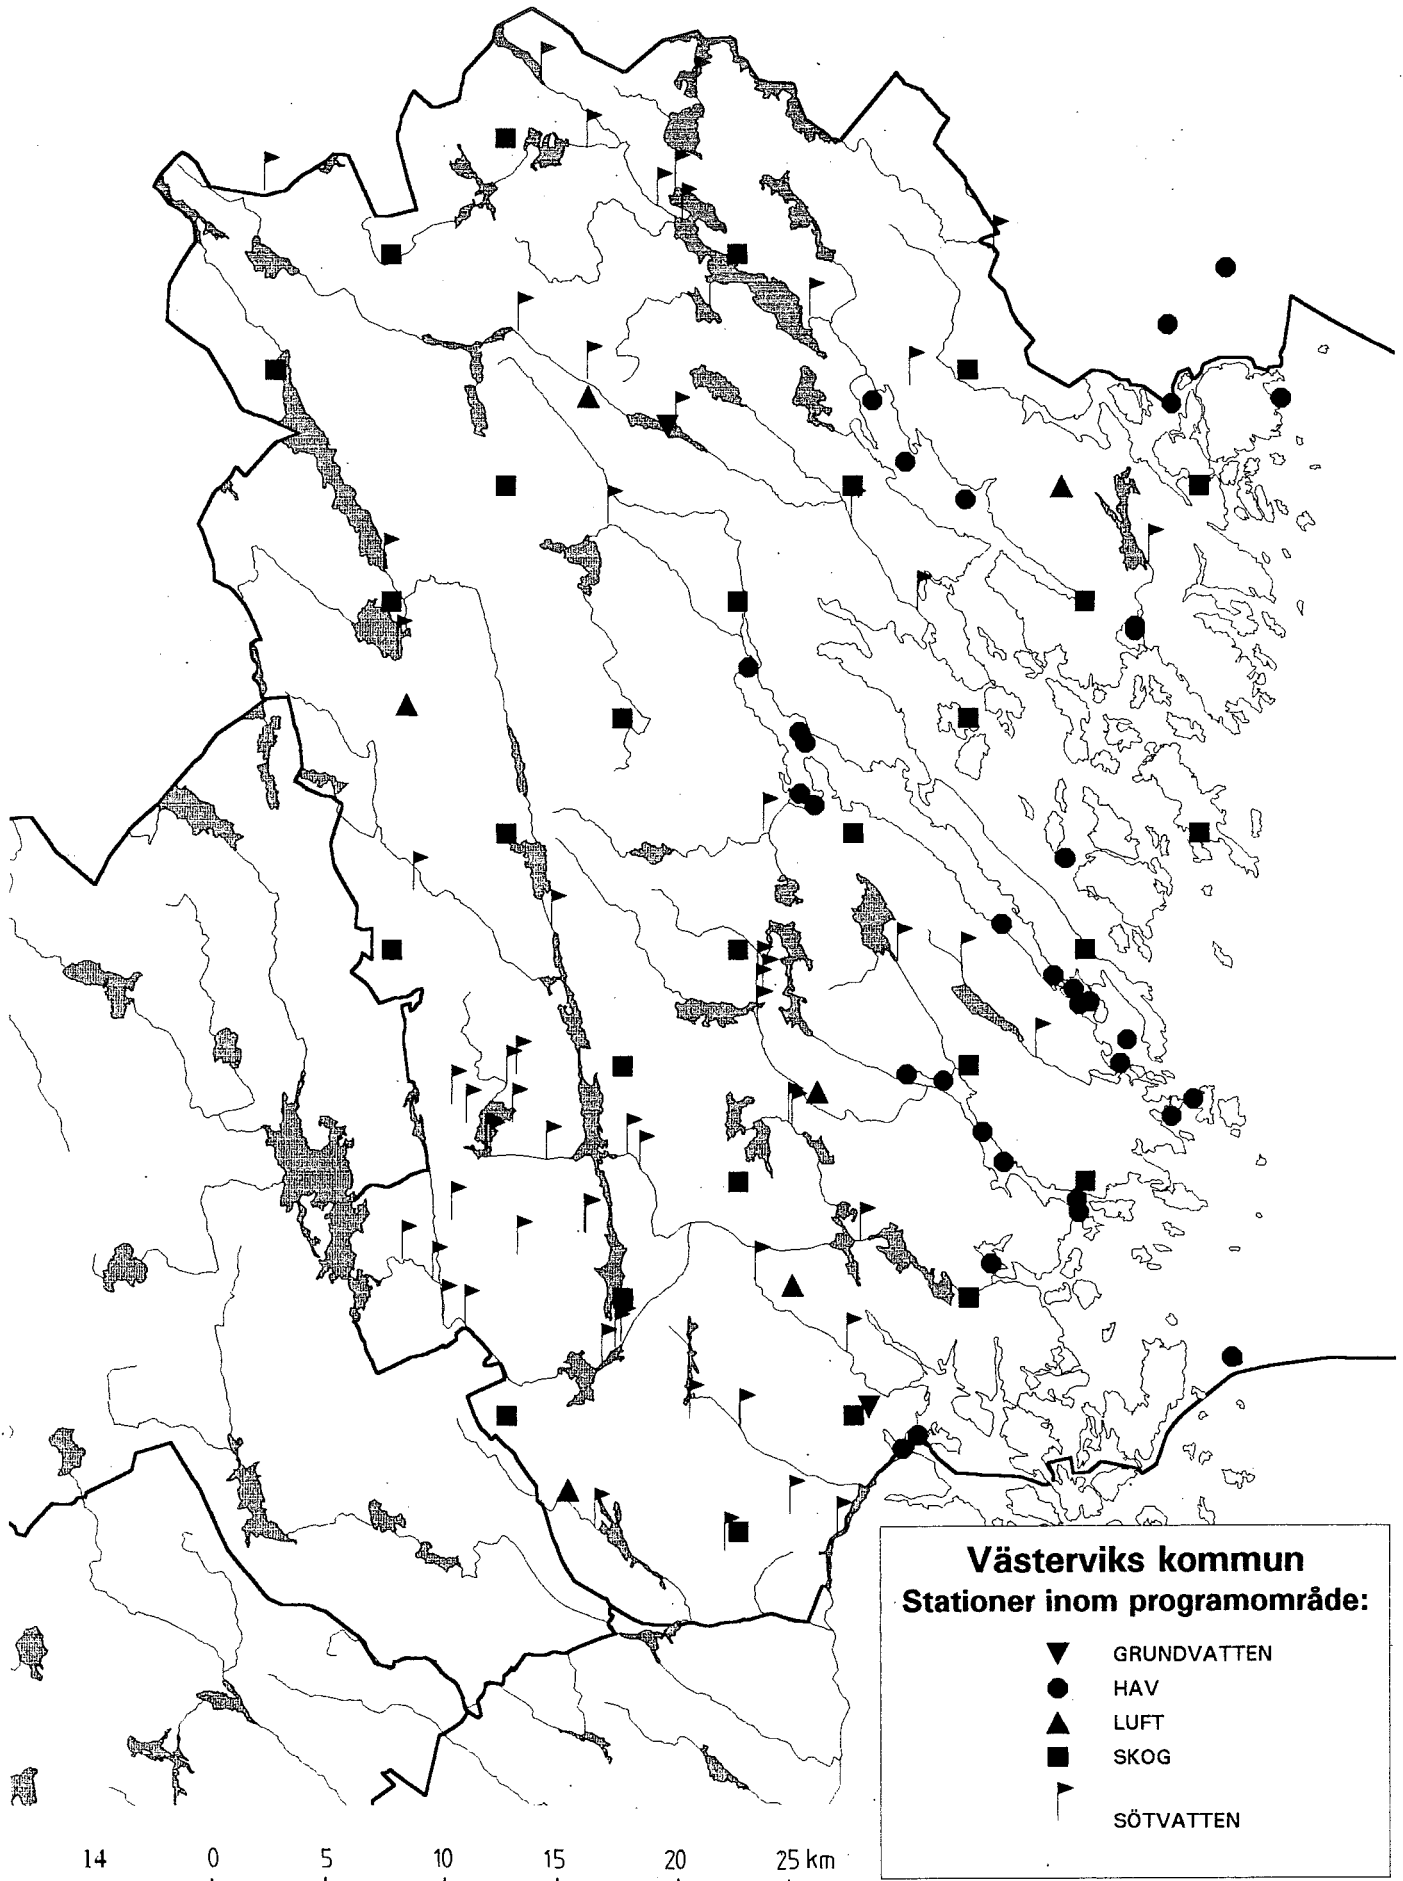 Västerviks kommun
Stationer inom programområde:
GRUNDVATTEN
HAV
LUFT
SKOG
SÖTVATTEN
14 0 5 10 15 20 25 km